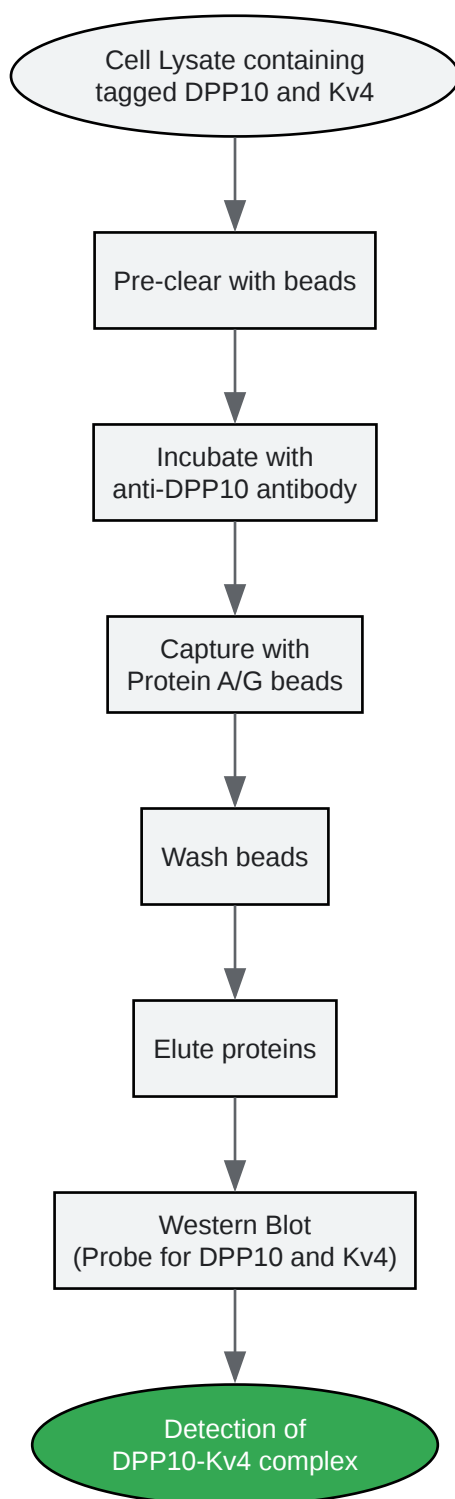 Cell Lysate containing
tagged DPP10 and Kv4
Pre-clear with beads
Incubate with
anti-DPP10 antibody
Capture with
Protein A/G beads
Wash beads
Elute proteins
Western Blot
(Probe for DPP10 and Kv4)
Detection of
DPP10-Kv4 complex